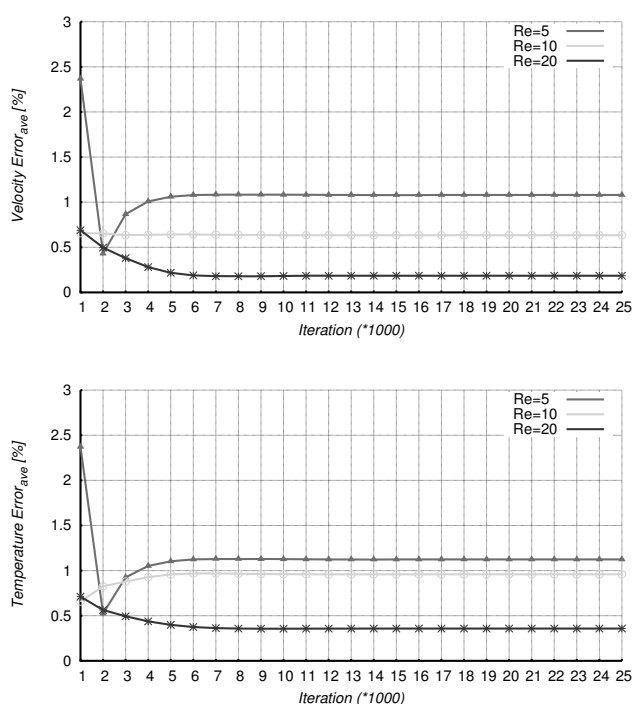 3
2.5
2
1.5
1
0.5
0
Velocity Error_ave [%]
Re=5
Re=10
Re=20
1 2 3 4 5 6 7 8 9 10 11 12 13 14 15 16 17 18 19 20 21 22 23 24 25
Iteration (*1000)
3
2.5
2
1.5
1
0.5
0
Temperature Error_ave [%]
Re=5
Re=10
Re=20
1 2 3 4 5 6 7 8 9 10 11 12 13 14 15 16 17 18 19 20 21 22 23 24 25
Iteration (*1000)